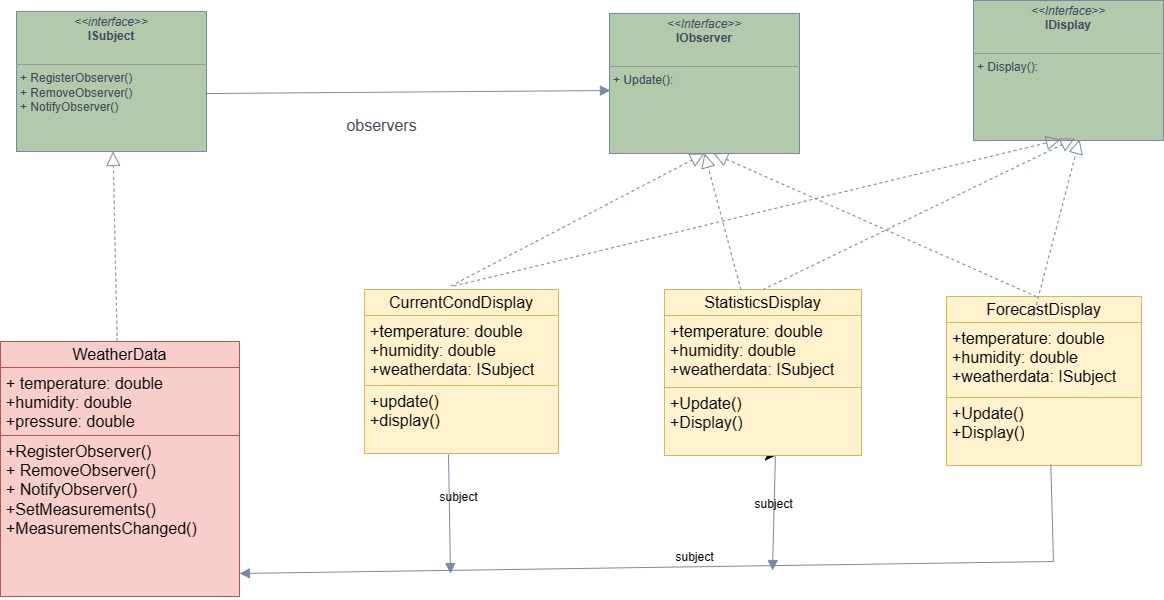 <<interface>>
ISubject
+ RegisterObserver()
+ RemoveObserver()
+ NotifyObserver()
observers
<<Interface>>
IObserver
+ Update():
<<Interface>>
IDisplay
+ Display():
WeatherData
+ temperature: double
+humidity: double
+pressure: double
+RegisterObserver()
+ RemoveObserver()
+ NotifyObserver()
+SetMeasurements()
+MeasurementsChanged()
CurrentCondDisplay
+temperature: double
+humidity: double
+weatherdata: ISubject
+update()
+display()
StatisticsDisplay
+temperature: double
+humidity: double
+weatherdata: ISubject
+Update()
+Display()
ForecastDisplay
+temperature: double
+humidity: double
+weatherdata: ISubject
+Update()
+Display()
subject
subject
subject